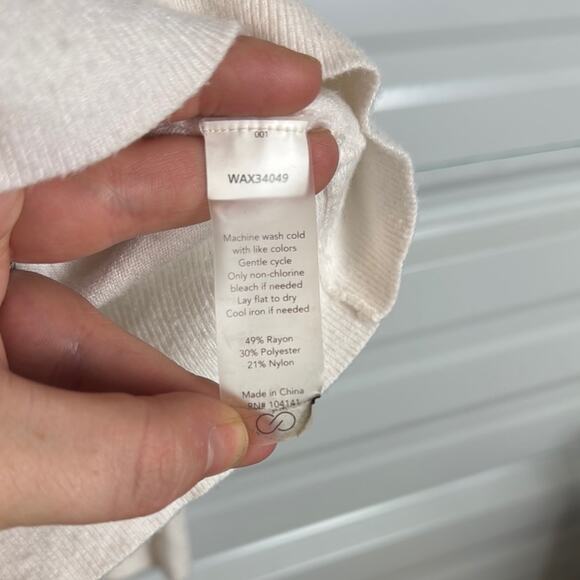 001
WAX34049
Machine wash cold
with like colors
Gentle cycle
Only non-chlorine
bleach if needed
Lay flat to dry
Cool iron if needed
49% Rayon
30% Polyester
21% Nylon
Made in China
RN# 104141